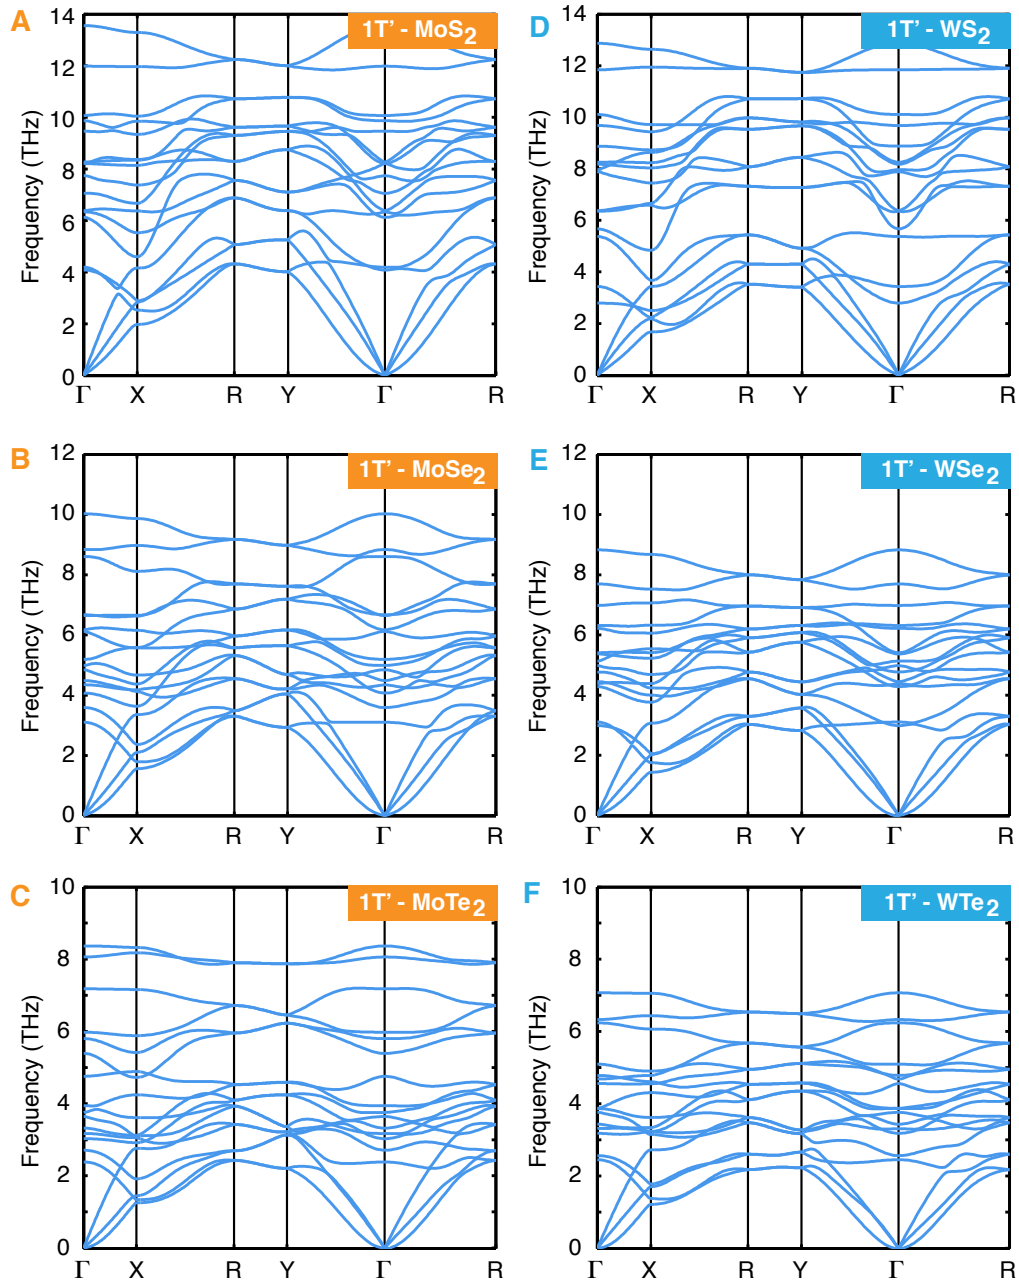 A
1T' - MoS2
Frequency (THz)
14
12
10
8
6
4
2
0
Γ X R Y Γ R
D
1T' - WS2
Frequency (THz)
14
12
10
8
6
4
2
0
Γ X R Y Γ R
B
1T' - MoSe2
Frequency (THz)
12
10
8
6
4
2
0
Γ X R Y Γ R
E
1T' - WSe2
Frequency (THz)
12
10
8
6
4
2
0
Γ X R Y Γ R
C
1T' - MoTe2
Frequency (THz)
10
8
6
4
2
0
Γ X R Y Γ R
F
1T' - WTe2
Frequency (THz)
10
8
6
4
2
0
Γ X R Y Γ R